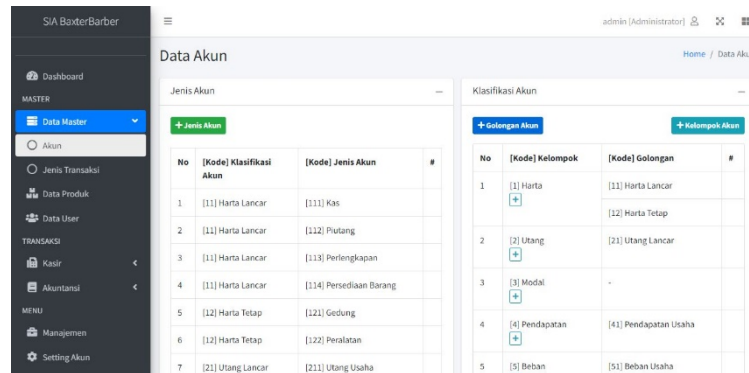 SIA BaxterBarber
admin [Administrator]
Dashboard
MASTER
Data Master
Akun
Jenis Transaksi
Data Produk
Data User
TRANSAKSI
Kasir
Akuntansi
MENU
Manajemen
Setting Akun
Data Akun
Home / Data Aku
Jenis Akun
+ Jenis Akun
No [Kode] Klasifikasi Akun [Kode] Jenis Akun #
1 [11] Harta Lancar [111] Kas
2 [11] Harta Lancar [112] Piutang
3 [11] Harta Lancar [113] Perlengkapan
4 [11] Harta Lancar [114] Persediaan Barang
5 [12] Harta Tetap [121] Gedung
6 [12] Harta Tetap [122] Peralatan
7 [21] Utang Lancar [211] Utang Usaha
Klasifikasi Akun
+ Golongan Akun + Kelompok Akun
No [Kode] Kelompok [Kode] Golongan #
1 [1] Harta [11] Harta Lancar
+
[12] Harta Tetap
2 [2] Utang [21] Utang Lancar
+
3 [3] Modal -
+
4 [4] Pendapatan [41] Pendapatan Usaha
+
5 [5] Beban [51] Beban Usaha